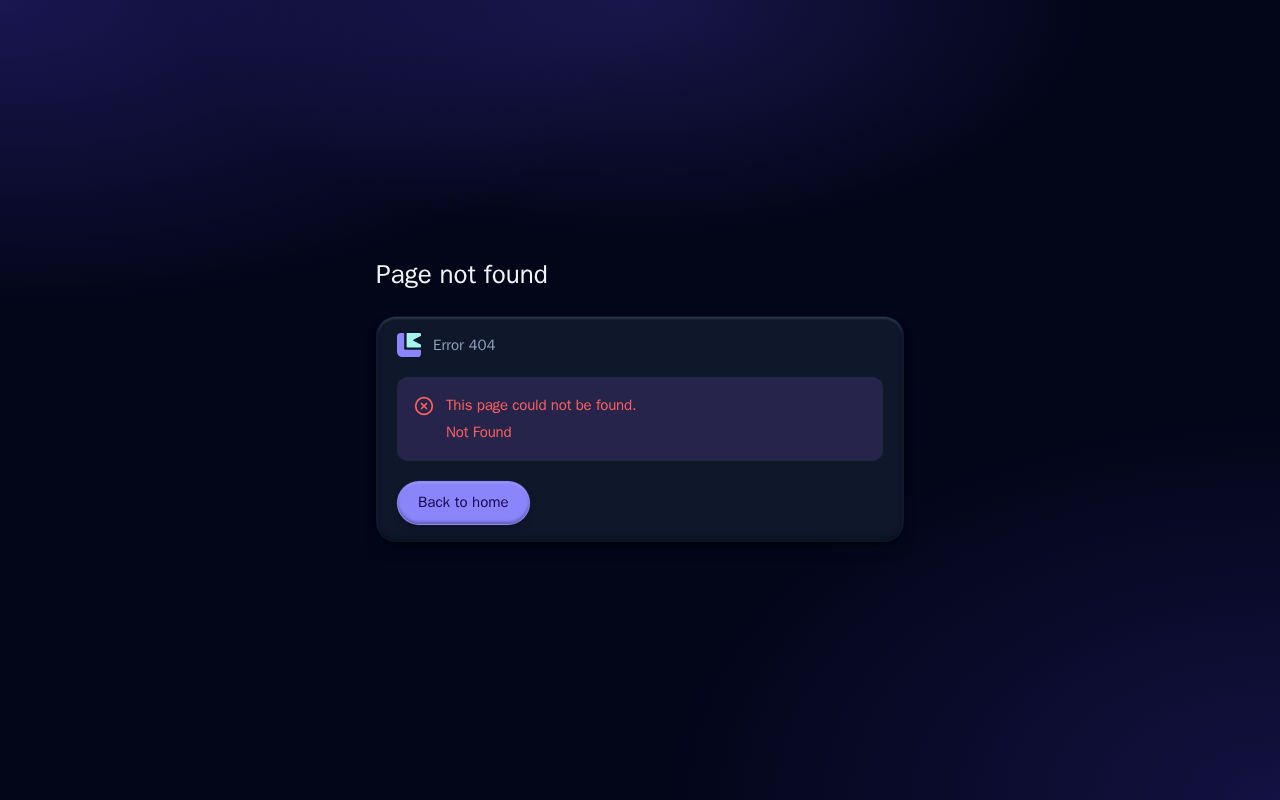 Page not found
Error 404
This page could not be found.
Not Found
Back to home